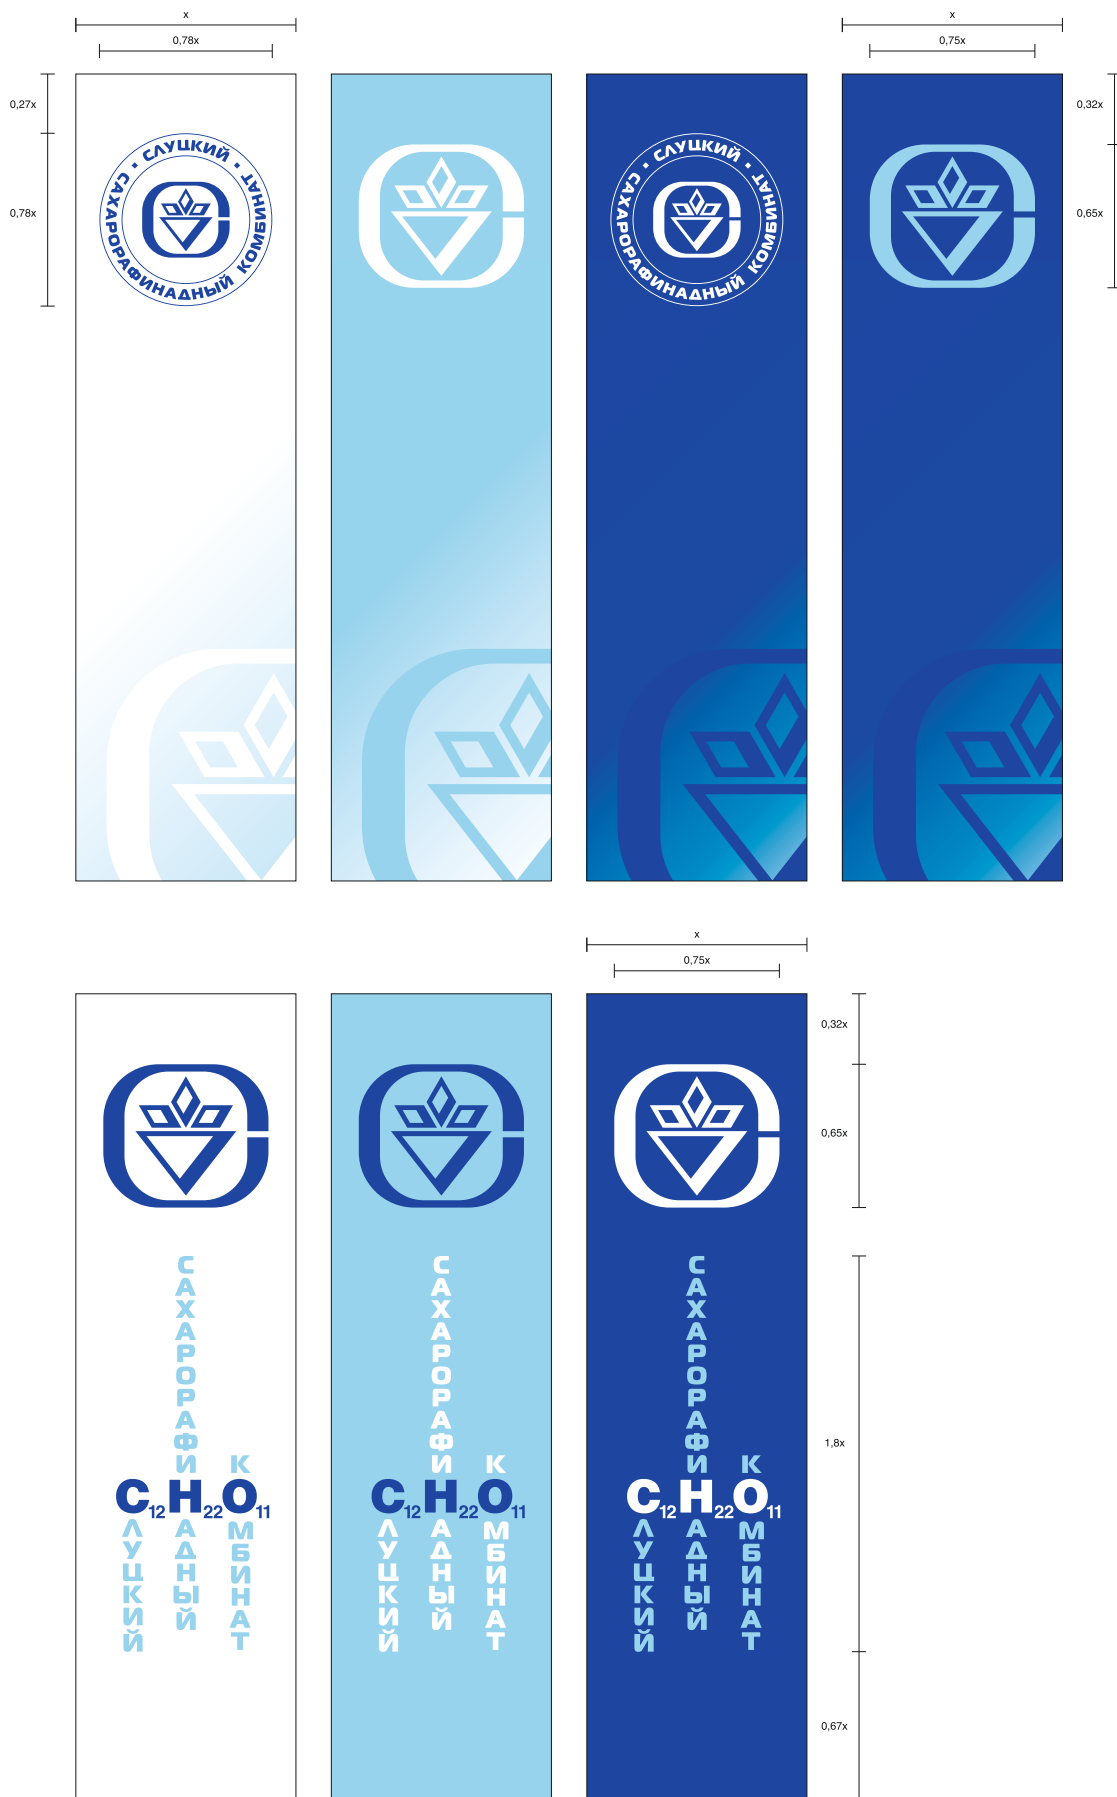 x
x
0,78x
0,75x
0,27x
0,32x
0,78x
0,65x
• СЛУЦКИЙ • САХАРОРАФИНАДНЫЙ КОМБИНАТ
• СЛУЦКИЙ • САХАРОРАФИНАДНЫЙ КОМБИНАТ
x
0,75x
0,32x
0,65x
1,8x
0,67x
САХАРОРАФИНАДНЫЙ
КОМБИНАТ
C12H22O11
СЛУЦКИЙ
САХАРОРАФИНАДНЫЙ
КОМБИНАТ
C12H22O11
СЛУЦКИЙ
САХАРОРАФИНАДНЫЙ
КОМБИНАТ
C12H22O11
СЛУЦКИЙ